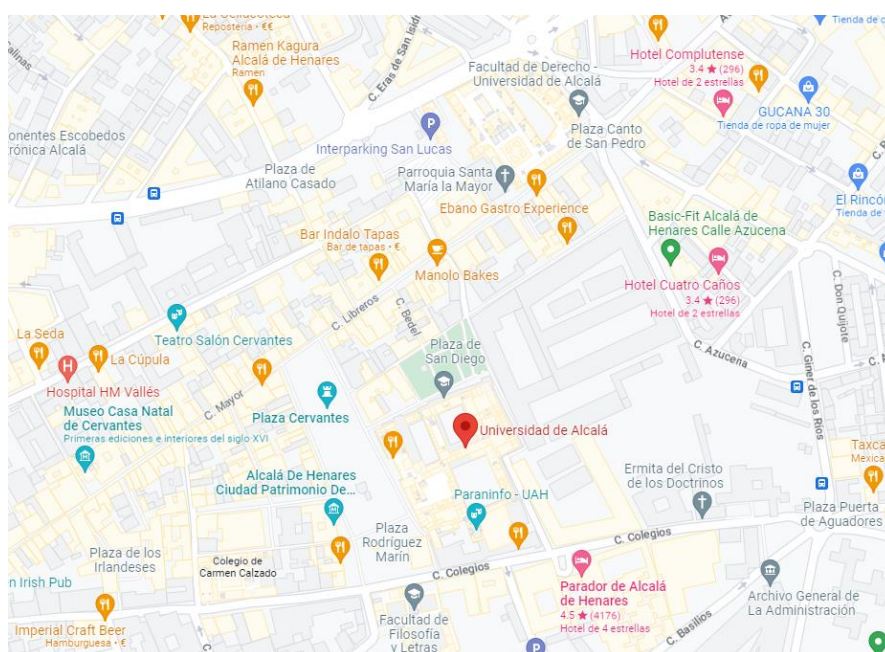 La Cencerrota
Repostería • €€
C. Eras de San Isidro
Salinas
Ramen Kagura
Alcalá de Henares
Ramen
Facultad de Derecho -
Universidad de Alcalá
Hotel Complutense
3.4 ★ (296)
Hotel de 2 estrellas
Tienda de
GUCANA 30
Tienda de ropa de mujer
onentes Escobedos
trónica Alcalá
P
Interparking San Lucas
Plaza Canto
de San Pedro
Plaza de
Atilano Casado
Parroquia Santa
María la Mayor
Ebano Gastro Experience
El Rincón
Tienda de
Basic-Fit Alcalá de
Henares Calle Azucena
Bar Indalo Tapas
Bar de tapas • €
Manolo Bakes
Hotel Cuatro Caños
3.4 ★ (296)
Hotel de 2 estrellas
C. Don Quijote
C. Libreros
C. Bedel
Teatro Salón Cervantes
La Seda
La Cúpula
H
Hospital HM Vallés
Plaza de
San Diego
C. Azucena
C. Giner de los Ríos
C. Mayor
Museo Casa Natal
de Cervantes
Primeras ediciones e interiores del siglo XVI
Plaza Cervantes
Universidad de Alcalá
Taxca
Mexica
Alcalá De Henares
Ciudad Patrimonio De...
Paraninfo - UAH
Ermita del Cristo
de los Doctrinos
Plaza Puerta
de Aguadores
Plaza
Rodríguez
Marín
Plaza de los
Irlandeses
Colegio de
Carmen Calzado
C. Colegios
C. Colegios
n Irish Pub
Parador de Alcalá
de Henares
4.5 ★ (4176)
Hotel de 4 estrellas
Archivo General de
La Administración
Imperial Craft Beer
Hamburguesa • €
Facultad de
Filosofía
y Letras
P
C. Basilios